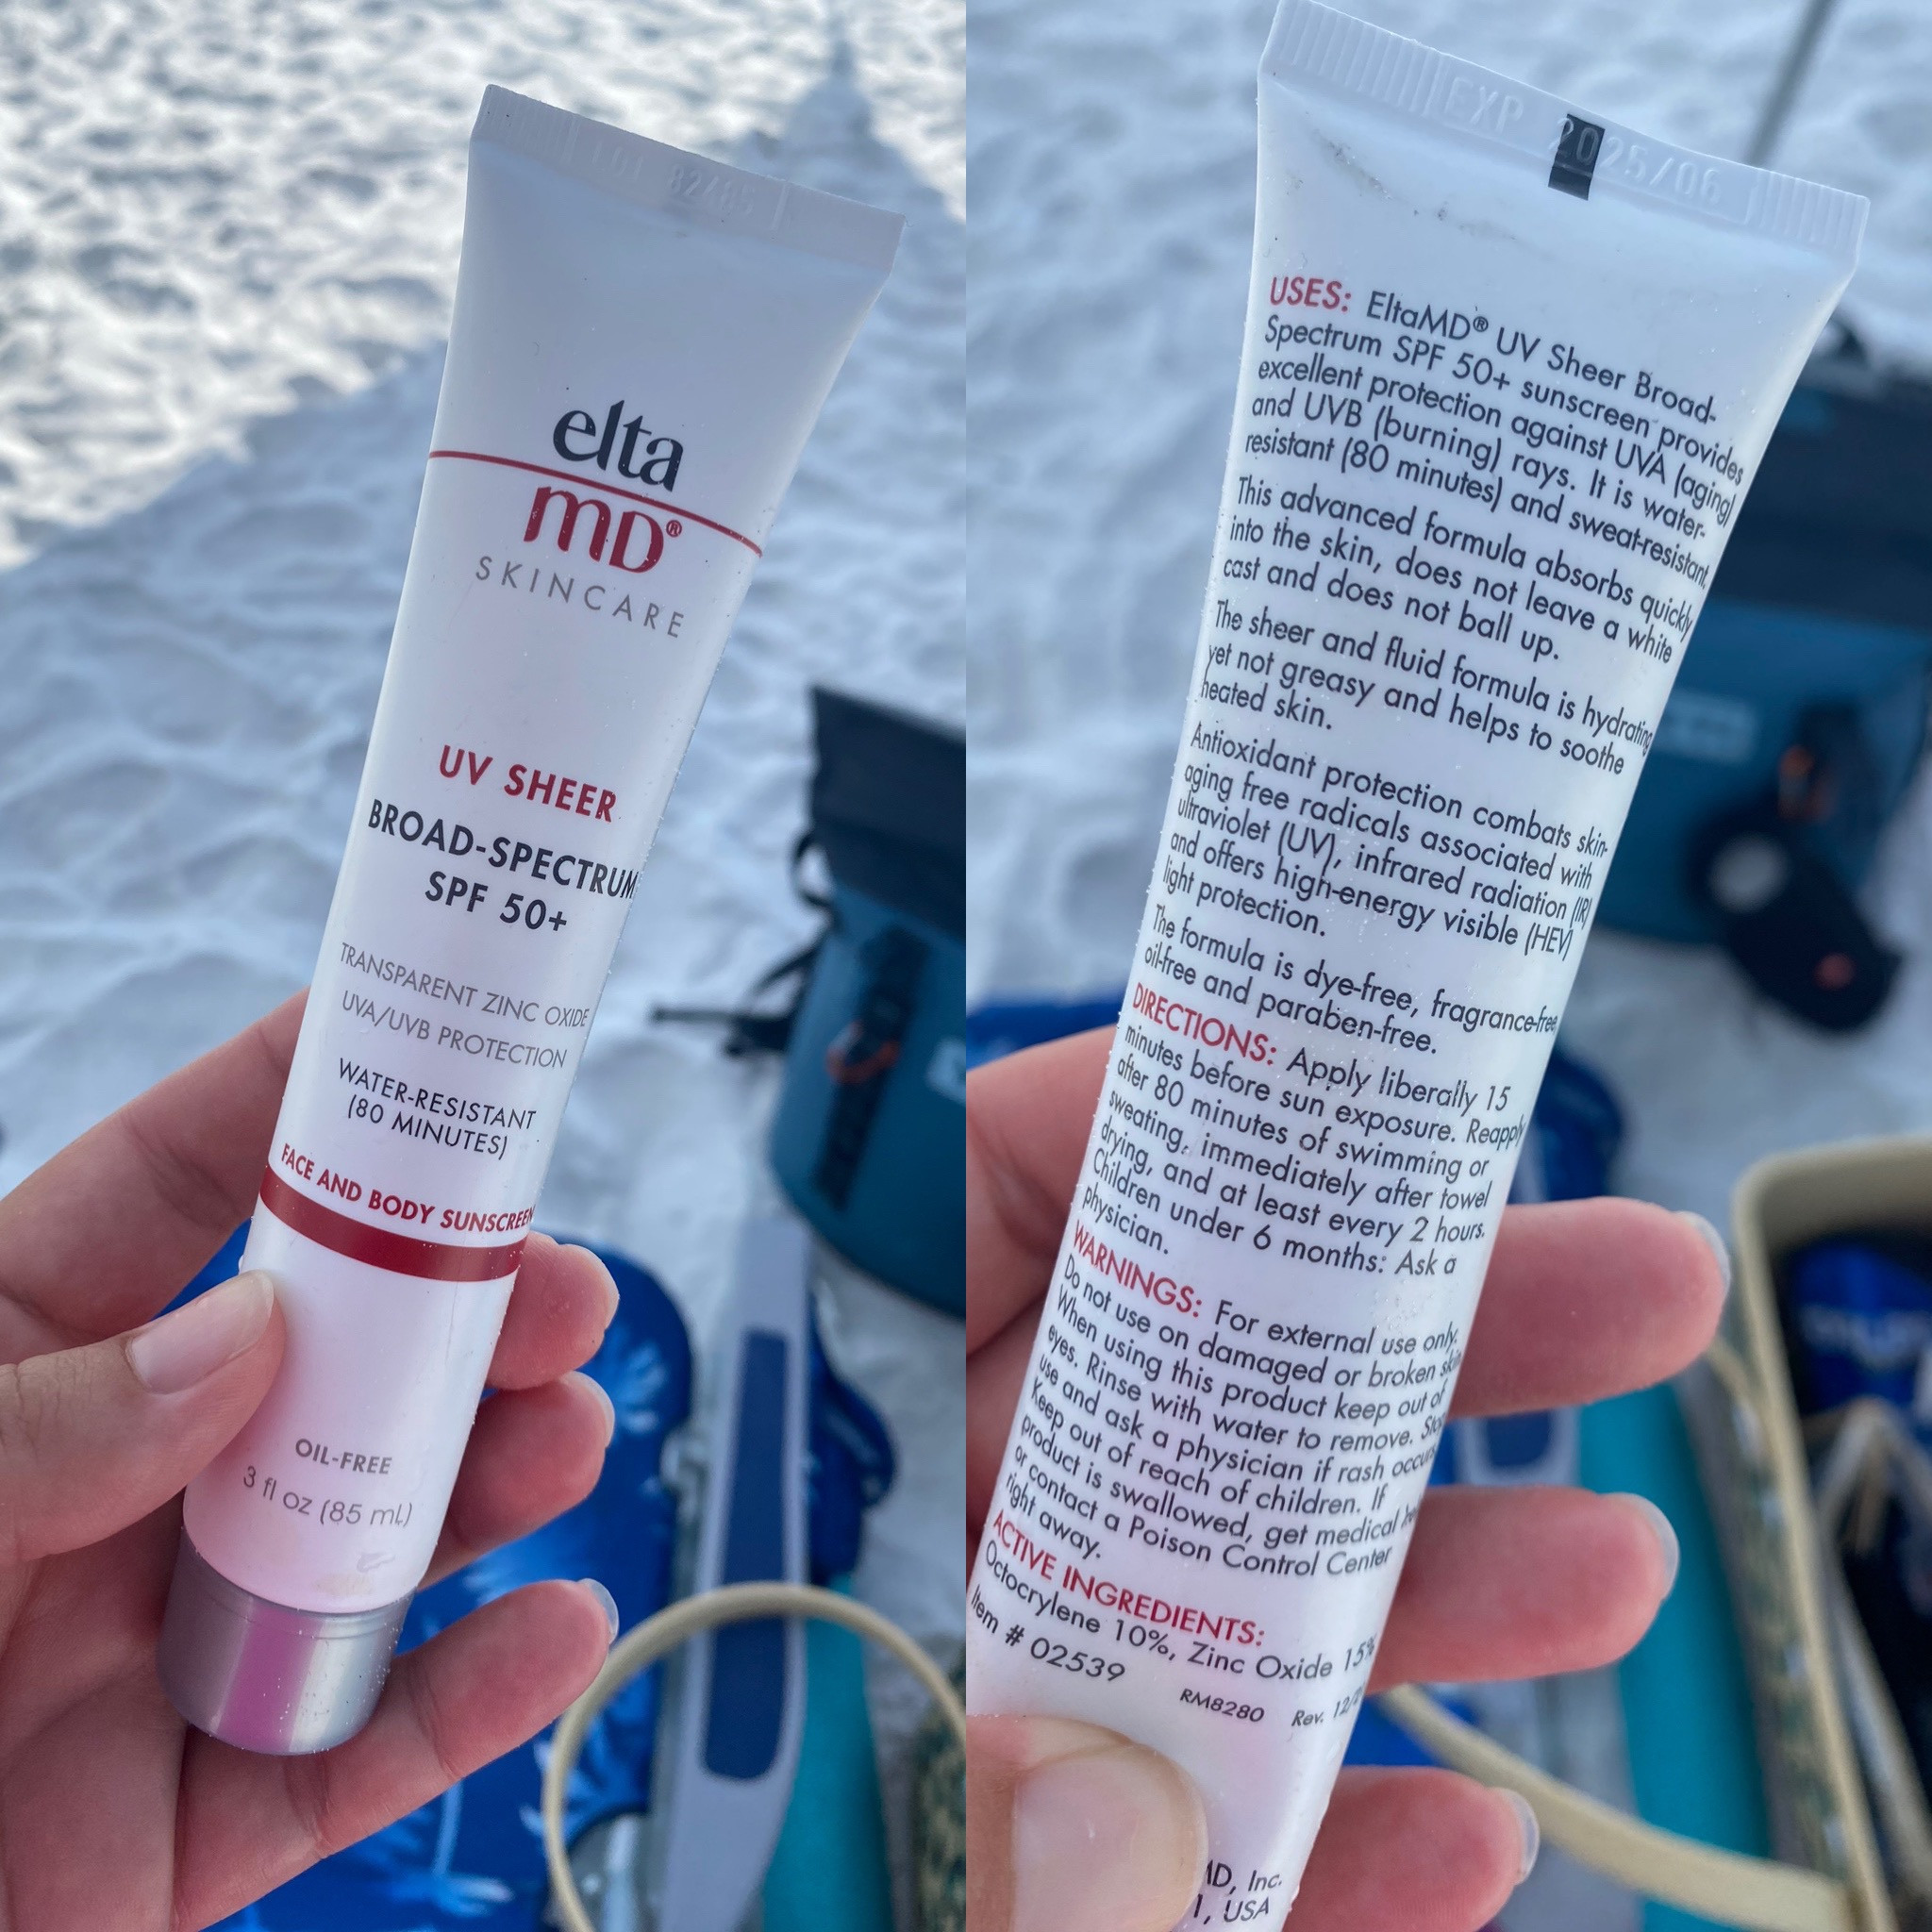 LOT 82485
elta
MD®
SKINCARE
UV SHEER
BROAD-SPECTRUM
SPF 50+
TRANSPARENT ZINC OXIDE
UVA/UVB PROTECTION
WATER-RESISTANT
(80 MINUTES)
FACE AND BODY SUNSCREEN
OIL-FREE
3 fl oz (85 mL)
EXP 2025/06
USES: EltaMD® UV Sheer Broad-
Spectrum SPF 50+ sunscreen provides
excellent protection against UVA (aging)
and UVB (burning) rays. It is water-
resistant (80 minutes) and sweat-resistant.
This advanced formula absorbs quickly
into the skin, does not leave a white
cast and does not ball up.
The sheer and fluid formula is hydrating
yet not greasy and helps to soothe
heated skin.
Antioxidant protection combats skin-
aging free radicals associated with
ultraviolet (UV), infrared radiation (IR)
and offers high-energy visible (HEV)
light protection.
The formula is dye-free, fragrance-free,
oil-free and paraben-free.
DIRECTIONS: Apply liberally 15
minutes before sun exposure. Reapply
after 80 minutes of swimming or
sweating, immediately after towel
drying, and at least every 2 hours.
Children under 6 months: Ask a
physician.
WARNINGS: For external use only.
Do not use on damaged or broken skin.
When using this product keep out of
eyes. Rinse with water to remove. Stop
use and ask a physician if rash occurs.
Keep out of reach of children. If
product is swallowed, get medical
or contact a Poison Control Center
right away.
ACTIVE INGREDIENTS:
Octocrylene 10%, Zinc Oxide 15%
Item # 02539
RM8280 Rev. 12/
MD, Inc.
1, USA